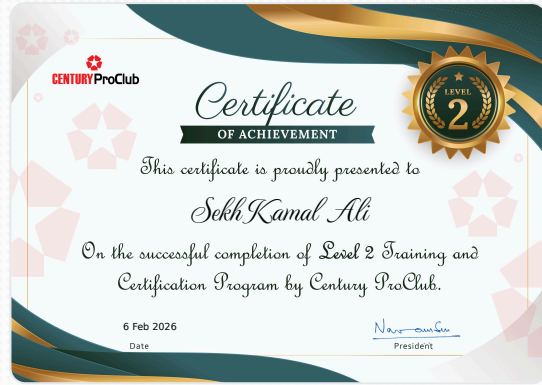 CENTURY ProClub
Certificate
OF ACHIEVEMENT
LEVEL
2
This certificate is proudly presented to
Sekh Kamal Ali
On the successful completion of Level 2 Training and
Certification Program by Century ProClub.
6 Feb 2026
Date
President